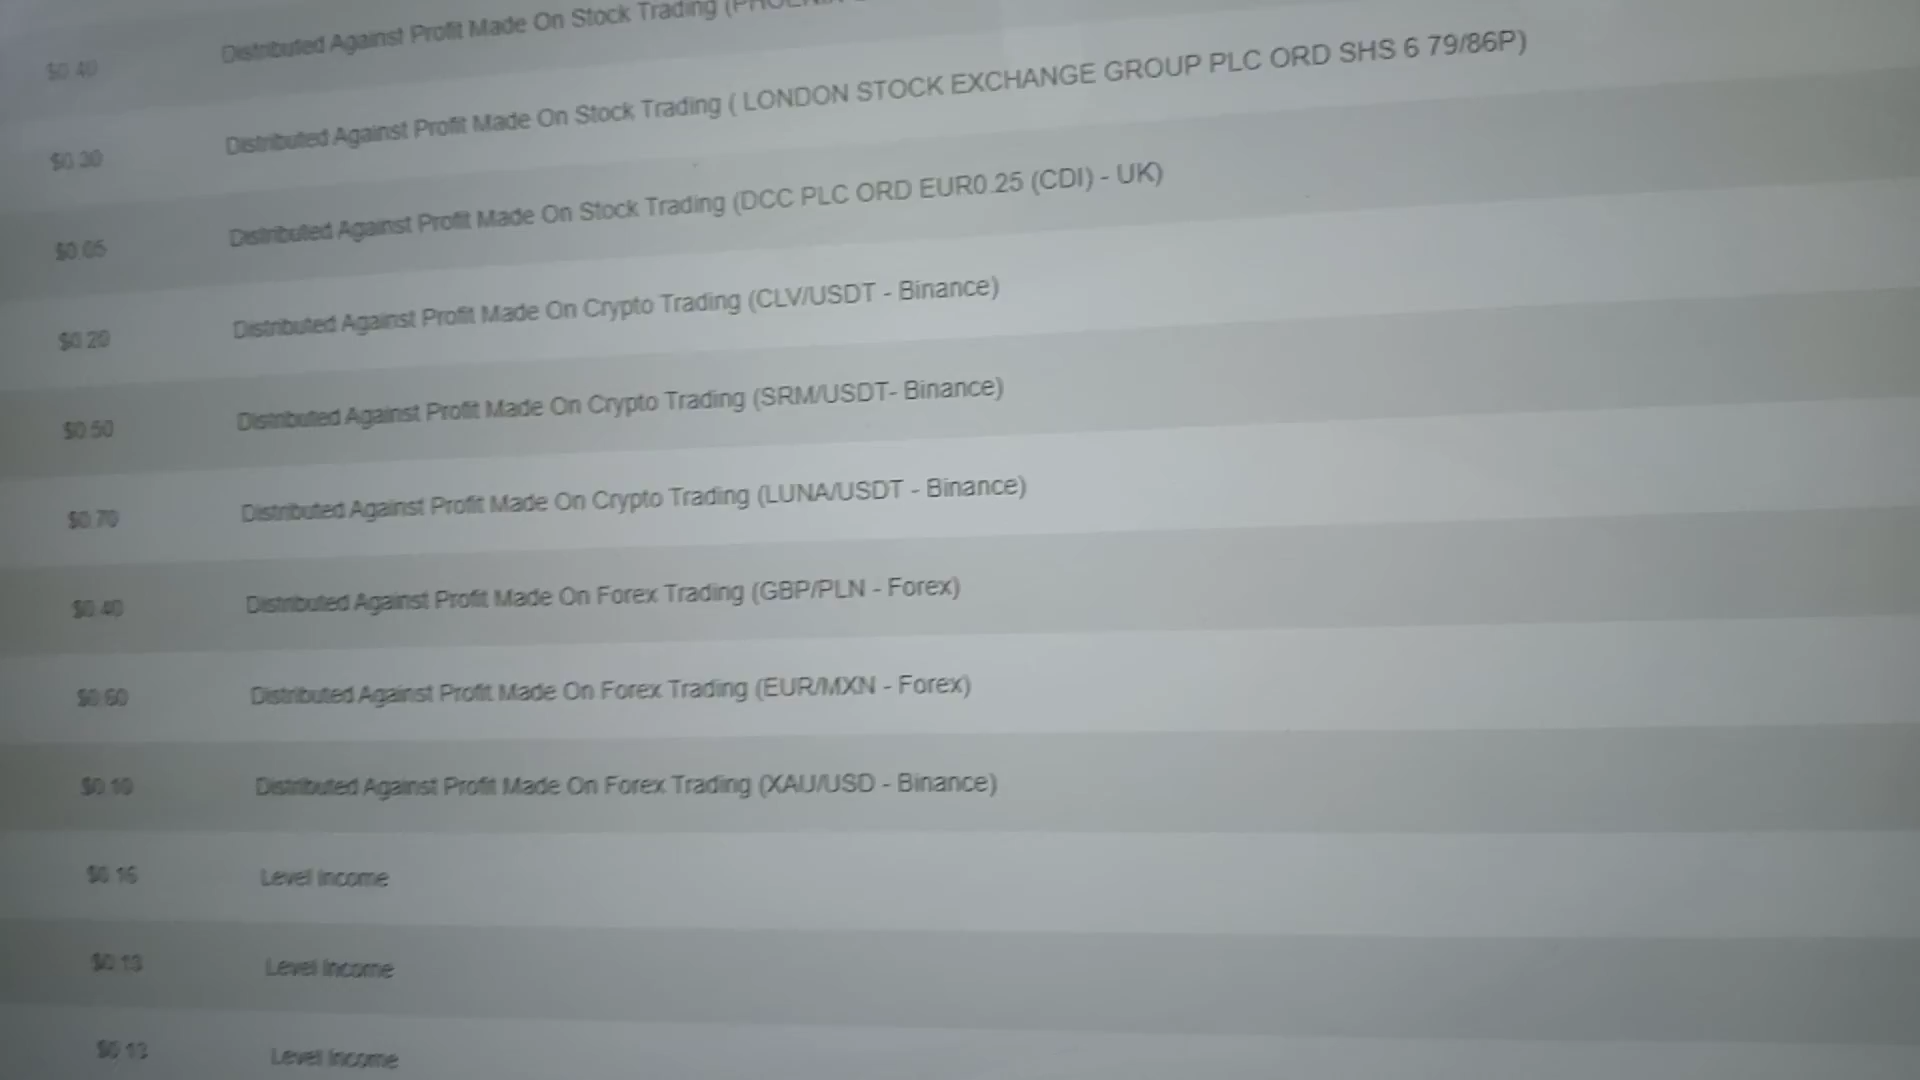 $0.40 Distributed Against Profit Made On Stock Trading
$0.30 Distributed Against Profit Made On Stock Trading ( LONDON STOCK EXCHANGE GROUP PLC ORD SHS 6 79/86P)
$0.05 Distributed Against Profit Made On Stock Trading (DCC PLC ORD EUR0.25 (CDI) - UK)
$0.20 Distributed Against Profit Made On Crypto Trading (CLV/USDT - Binance)
$0.50 Distributed Against Profit Made On Crypto Trading (SRM/USDT- Binance)
$0.70 Distributed Against Profit Made On Crypto Trading (LUNA/USDT - Binance)
$0.40 Distributed Against Profit Made On Forex Trading (GBP/PLN - Forex)
$0.60 Distributed Against Profit Made On Forex Trading (EUR/MXN - Forex)
$0.10 Distributed Against Profit Made On Forex Trading (XAU/USD - Binance)
$0.16 Level Income
$0.13 Level Income
Level Income